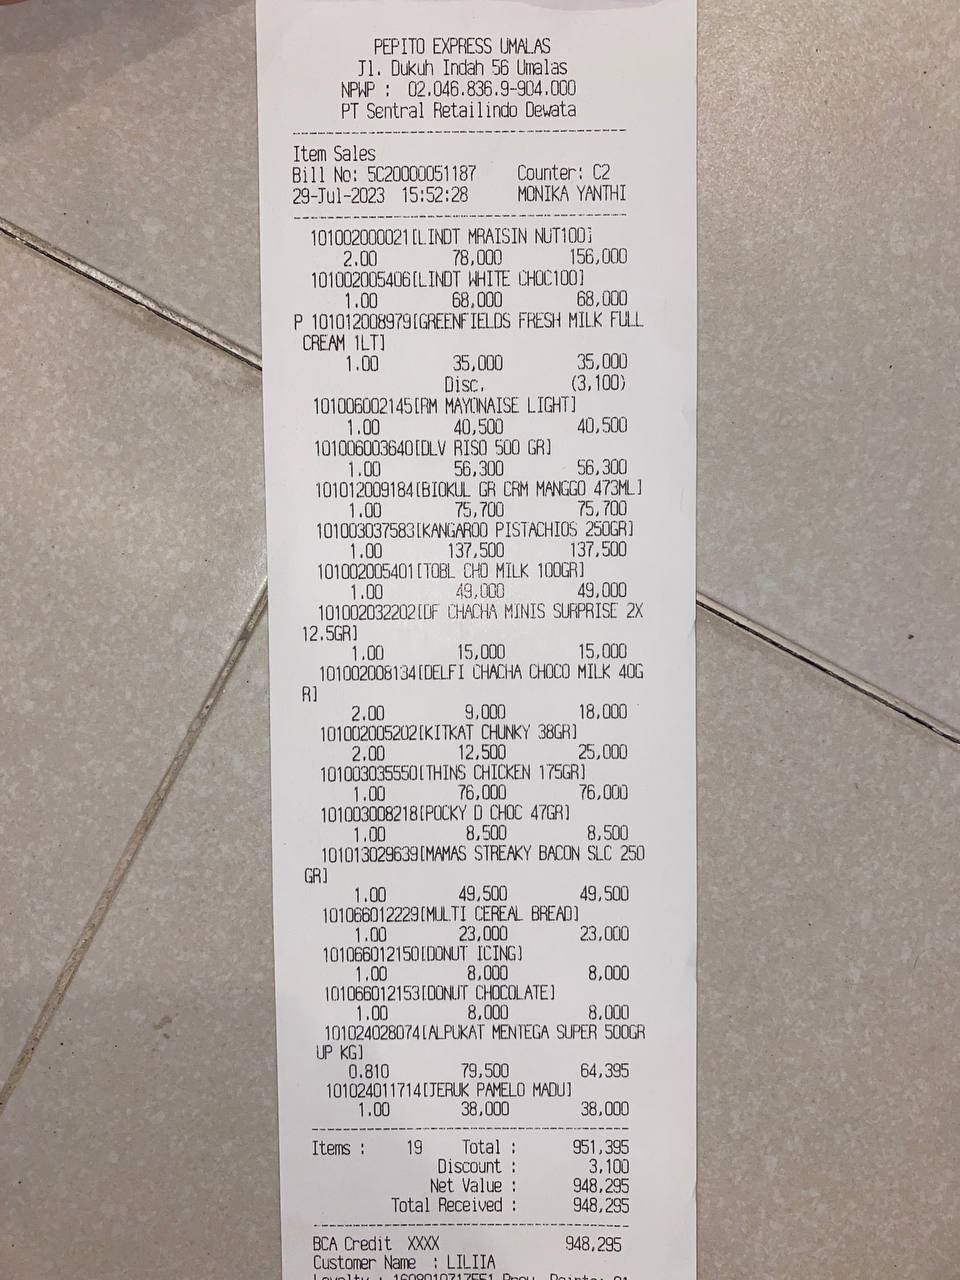 PEPITO EXPRESS UMALAS
Jl. Dukuh Indah 56 Umalas
NPWP : 02.046.836.9-904.000
PT Sentral Retailindo Dewata
Item Sales
Bill No: 5C20000051187 Counter: C2
29-Jul-2023 15:52:28 MONIKA YANTHI
101002000021[LINDT MRAISIN NUT100]
2.00 78,000 156,000
101002005406[LINDT WHITE CHOC100]
1.00 68,000 68,000
P 101012008979[GREENFIELDS FRESH MILK FULL
CREAM 1LT]
1.00 35,000 35,000
Disc. (3,100)
101006002145[RM MAYONAISE LIGHT]
1.00 40,500 40,500
101006003640[DLV RISO 500 GR]
1.00 56,300 56,300
101012009184[BIOKUL GR CRM MANGGO 473ML]
1.00 75,700 75,700
101003037583[KANGAROO PISTACHIOS 250GR]
1.00 137,500 137,500
101002005401[TOBL CHO MILK 100GR]
1.00 49,000 49,000
101002032202[DF CHACHA MINIS SURPRISE 2X
12.5GR]
1.00 15,000 15,000
101002008134[DELFI CHACHA CHOCO MILK 40G
R]
2.00 9,000 18,000
101002005202[KITKAT CHUNKY 38GR]
2.00 12,500 25,000
101003035550[THINS CHICKEN 175GR]
1.00 76,000 76,000
101003008218[POCKY D CHOC 47GR]
1.00 8,500 8,500
101013029639[MAMAS STREAKY BACON SLC 250
GR]
1.00 49,500 49,500
101066012229[MULTI CEREAL BREAD]
1.00 23,000 23,000
101066012150[DONUT ICING]
1.00 8,000 8,000
101066012153[DONUT CHOCOLATE]
1.00 8,000 8,000
101024028074[ALPUKAT MENTEGA SUPER 500GR
UP KG]
0.810 79,500 64,395
101024011714[JERUK PAMELO MADU]
1.00 38,000 38,000
Items : 19 Total : 951,395
Discount : 3,100
Net Value : 948,295
Total Received : 948,295
BCA Credit XXXX 948,295
Customer Name : LILIIA